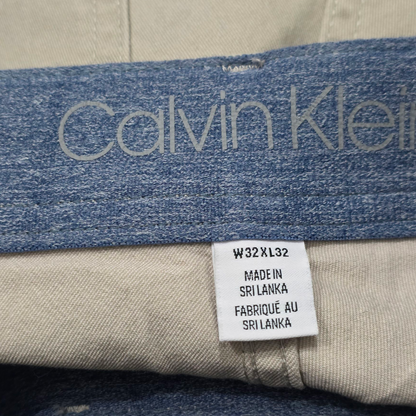 Calvin Klein
W32XL32
MADE IN
SRI LANKA
FABRIQUÉ AU
SRI LANKA